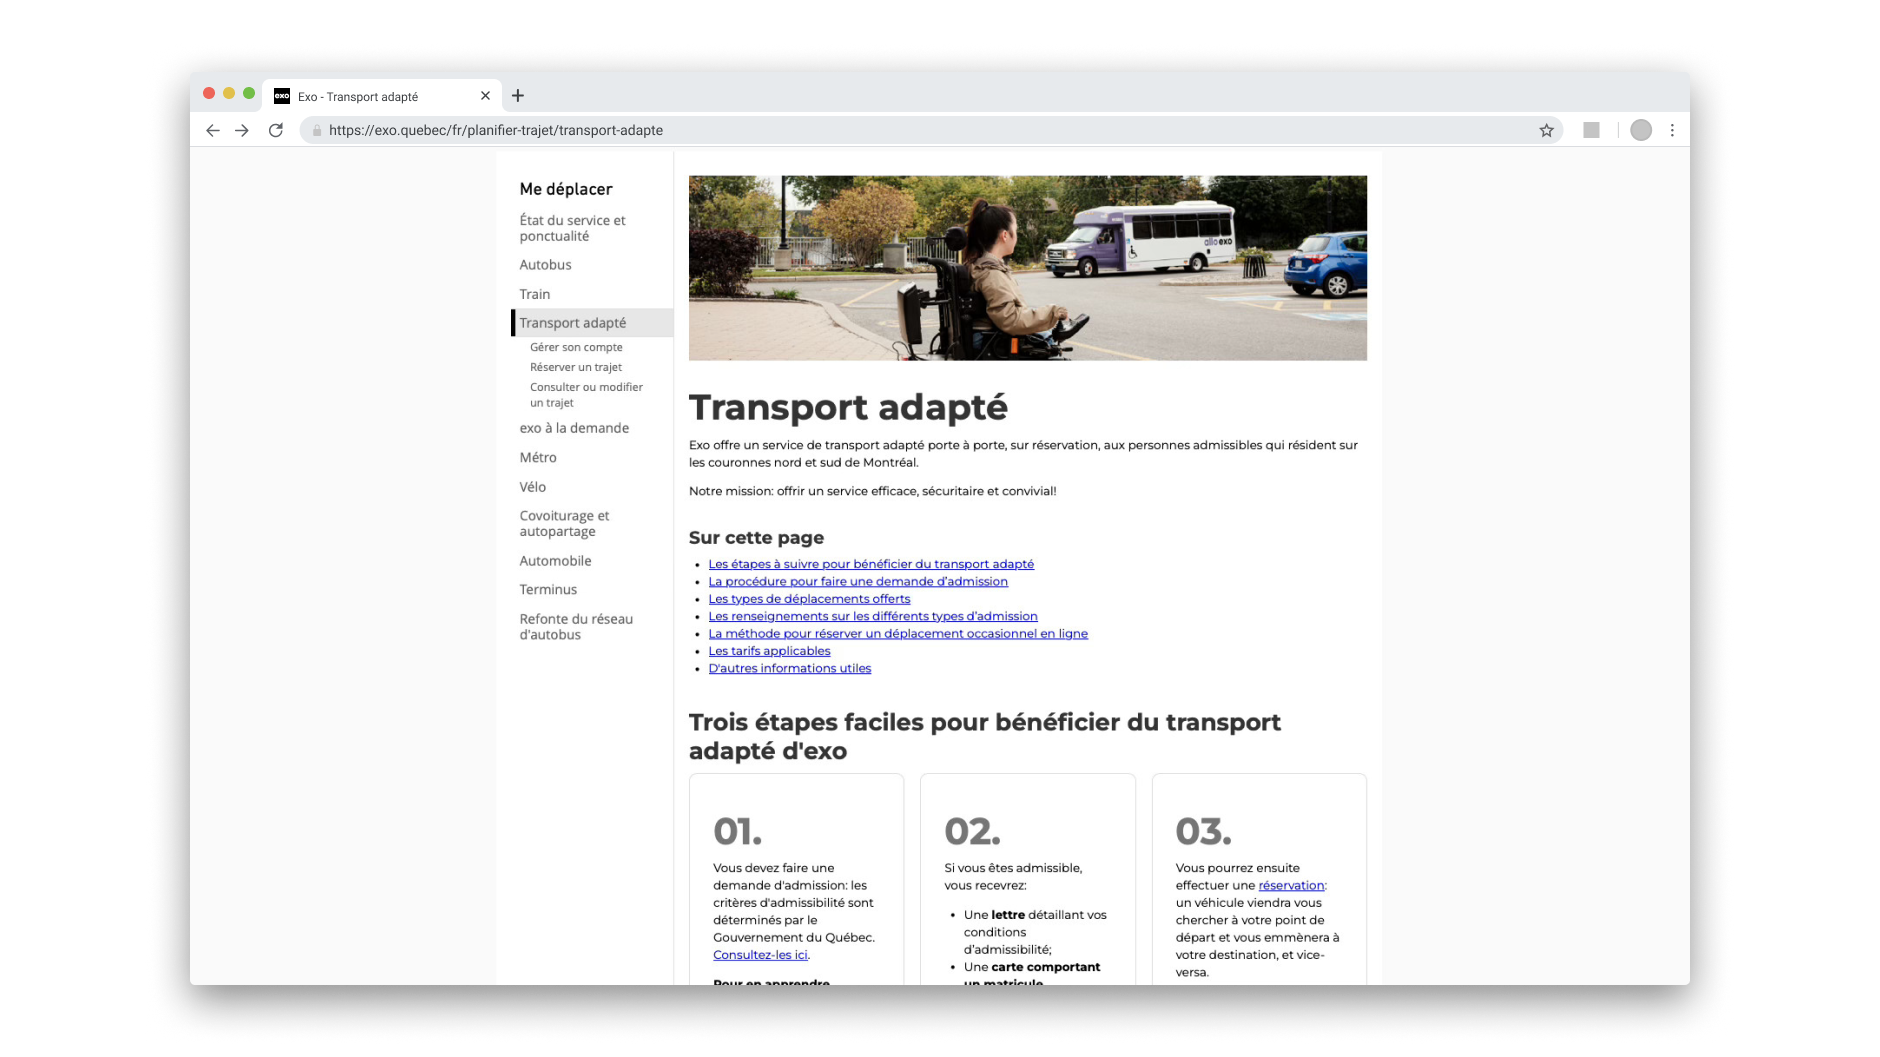 exo Exo - Transport adapté
https://exo.quebec/fr/planifier-trajet/transport-adapte
Me déplacer
État du service et
ponctualité
Autobus
Train
Transport adapté
Gérer son compte
Réserver un trajet
Consulter ou modifier
un trajet
exo à la demande
Métro
Vélo
Covoiturage et
autopartage
Automobile
Terminus
Refonte du réseau
d'autobus
allo exo
Transport adapté
Exo offre un service de transport adapté porte à porte, sur réservation, aux personnes admissibles qui résident sur
les couronnes nord et sud de Montréal.
Notre mission: offrir un service efficace, sécuritaire et convivial!
Sur cette page
• Les étapes à suivre pour bénéficier du transport adapté
• La procédure pour faire une demande d'admission
• Les types de déplacements offerts
• Les renseignements sur les différents types d'admission
• La méthode pour réserver un déplacement occasionnel en ligne
• Les tarifs applicables
• D'autres informations utiles
Trois étapes faciles pour bénéficier du transport
adapté d'exo
01.
Vous devez faire une
demande d'admission: les
critères d'admissibilité sont
déterminés par le
Gouvernement du Québec.
Consultez-les ici.
Pour en apprendre
02.
Si vous êtes admissible,
vous recevrez:
• Une lettre détaillant vos
conditions
d'admissibilité;
• Une carte comportant
un matricule
03.
Vous pourrez ensuite
effectuer une réservation:
un véhicule viendra vous
chercher à votre point de
départ et vous emmènera à
votre destination, et vice-
versa.